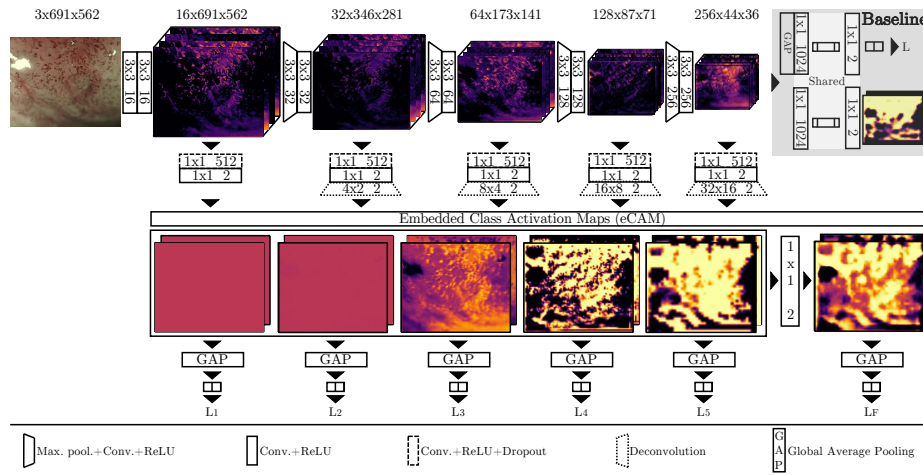 3x691x562 16x691x562 32x346x281 64x173x141 128x87x71 256x44x36
Baseline
3x3 16
3x3 16
3x3 32
3x3 32
3x3 64
3x3 64
3x3 128
3x3 128
3x3 256
3x3 256
GAP
1x1 1024
1x1 2
L
Shared
1x1 1024
1x1 2
1x1 512 1x1 512 1x1 512 1x1 512 1x1 512
1x1 2 1x1 2 1x1 2 1x1 2 1x1 2
4x2 2 8x4 2 16x8 2 32x16 2
Embedded Class Activation Maps (eCAM)
1x1 2
GAP GAP GAP GAP GAP GAP
L1 L2 L3 L4 L5 LF
Max. pool.+Conv.+ReLU Conv.+ReLU Conv.+ReLU+Dropout Deconvolution GAP Global Average Pooling